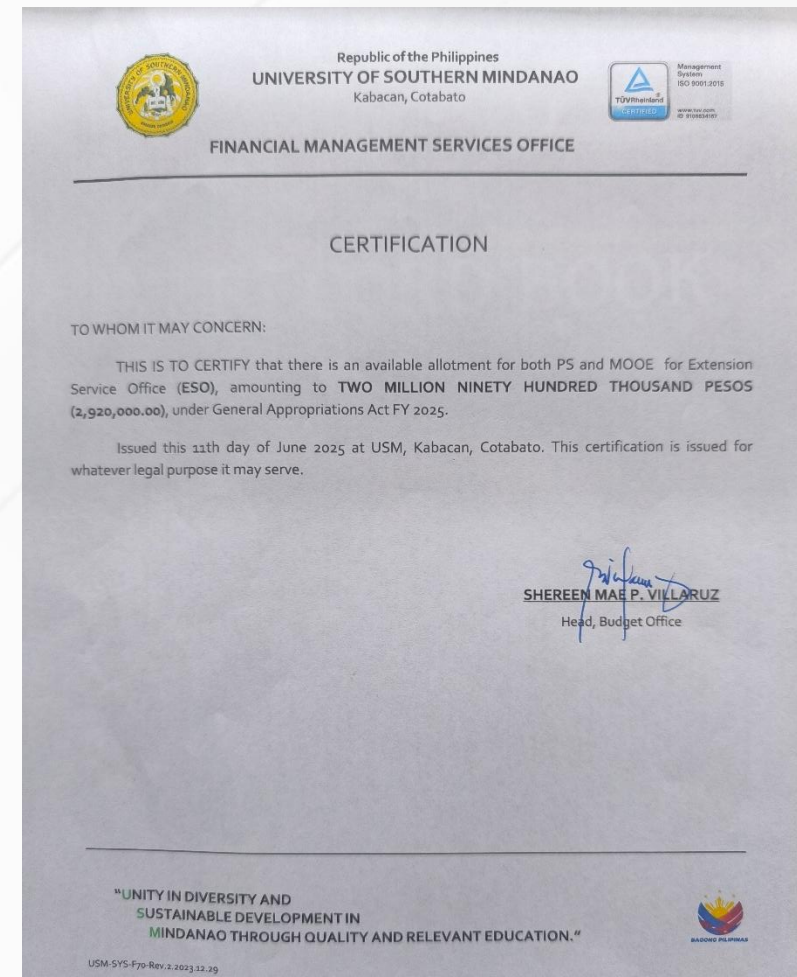 Republic of the Philippines
UNIVERSITY OF SOUTHERN MINDANAO
Kabacan, Cotabato
TÜVRheinland
CERTIFIED
Management
System
ISO 9001:2015
www.tuv.com
FINANCIAL MANAGEMENT SERVICES OFFICE
CERTIFICATION
TO WHOM IT MAY CONCERN:
THIS IS TO CERTIFY that there is an available allotment for both PS and MOOE for Extension
Service Office (ESO), amounting to TWO MILLION NINETY HUNDRED THOUSAND PESOS
(2,920,000.00), under General Appropriations Act FY 2025.
Issued this 11th day of June 2025 at USM, Kabacan, Cotabato. This certification is issued for
whatever legal purpose it may serve.
SHEREEN MAE P. VILLARUZ
Head, Budget Office
"UNITY IN DIVERSITY AND
SUSTAINABLE DEVELOPMENT IN
MINDANAO THROUGH QUALITY AND RELEVANT EDUCATION."
BAGONG PILIPINAS
USM-SYS-F70-Rev.2.2023.12.29